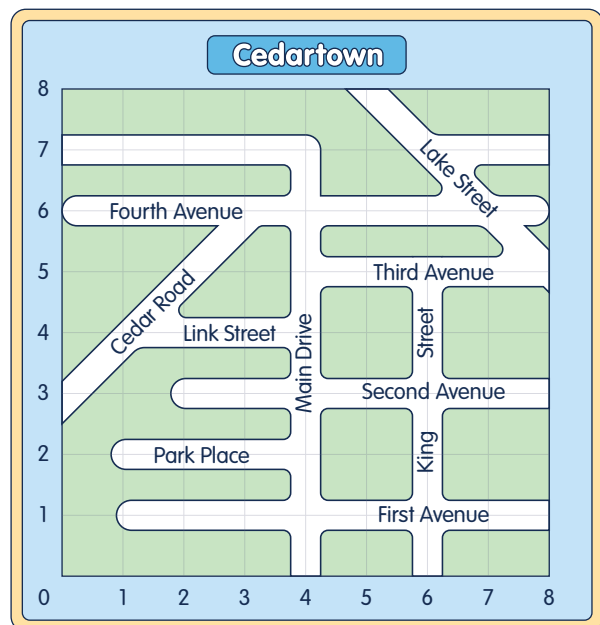 Cedartown
8
7
6
5
4
3
2
1
0 1 2 3 4 5 6 7 8
Lake Street
Fourth Avenue
Third Avenue
Cedar Road
Link Street
Main Drive
King Street
Second Avenue
Park Place
First Avenue